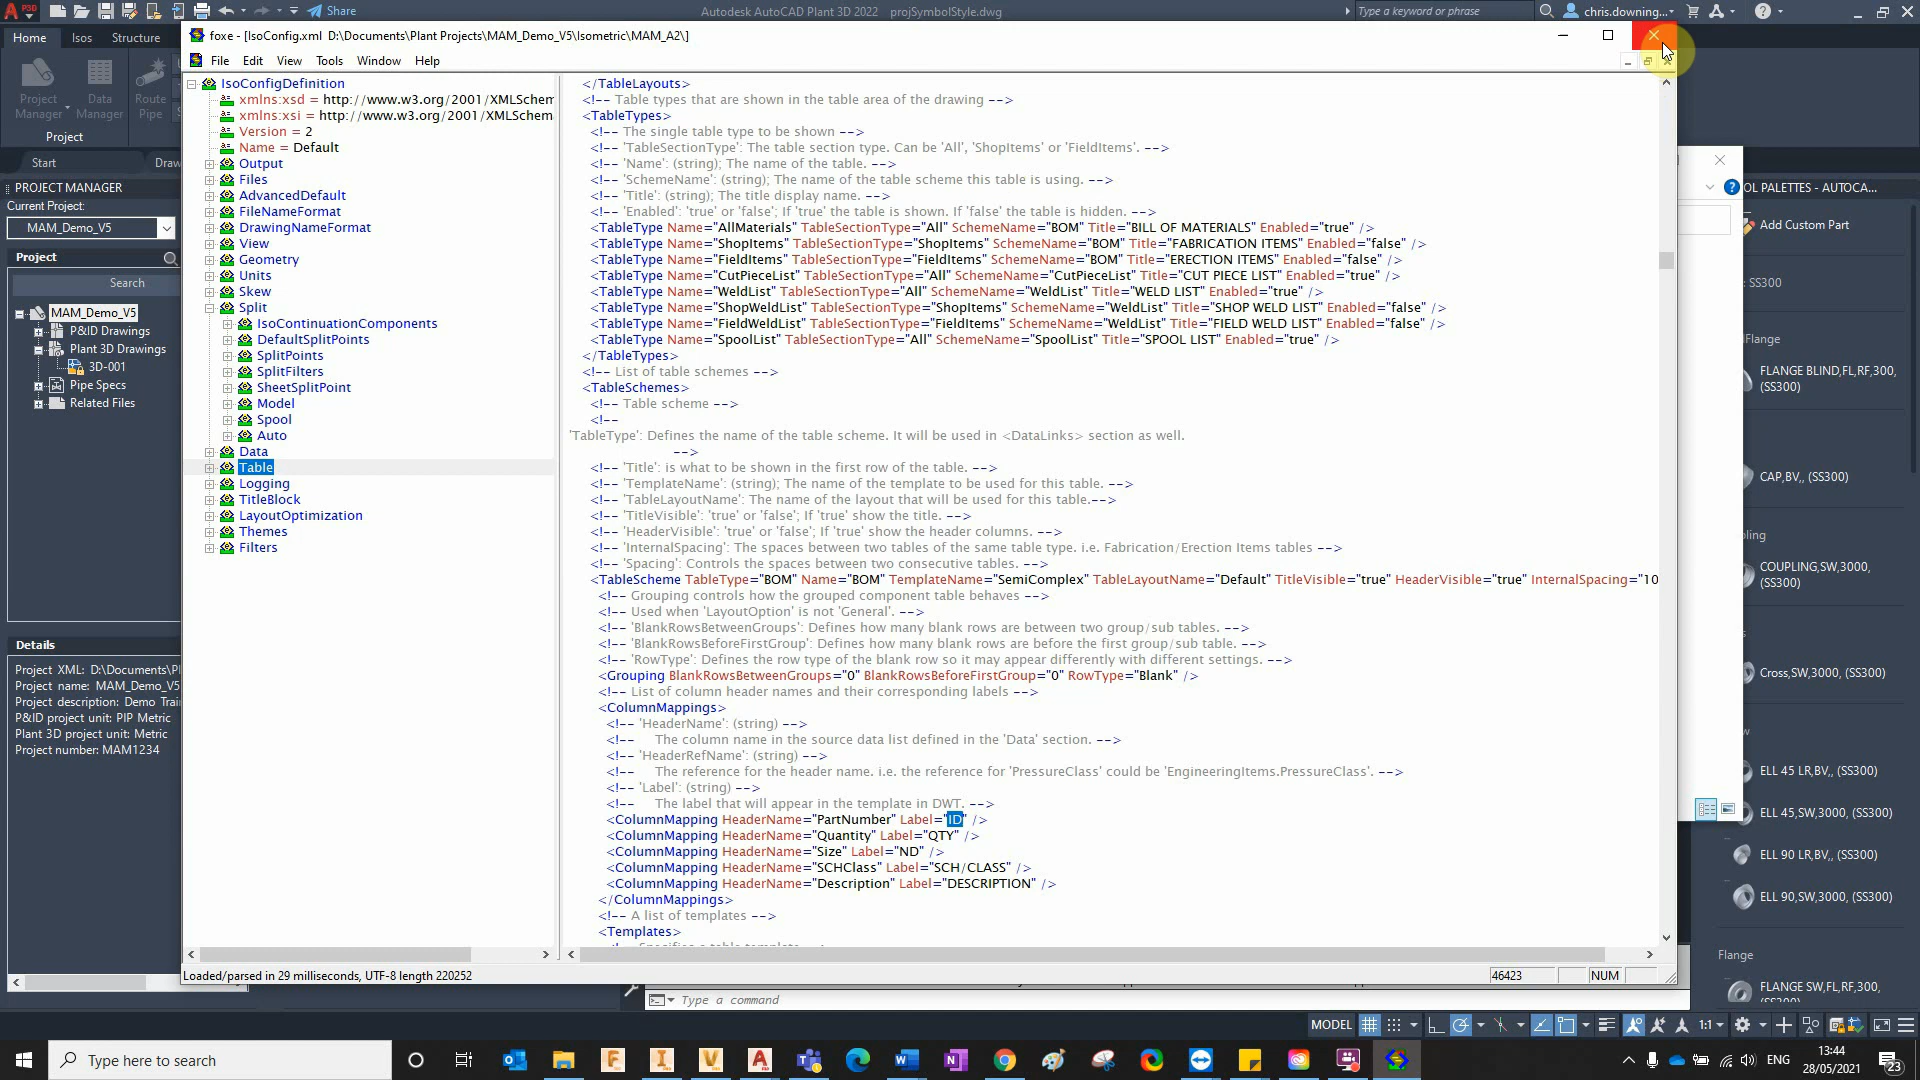 P3D
Share
Autodesk AutoCAD Plant 3D 2022 projSymbolStyle.dwg
Type a keyword or phrase
chris.downing...
Home
Isos
Structure
foxe - [IsoConfig.xml D:\Documents\Plant Projects\MAM_Demo_V5\Isometric\MAM_A2\]
File Edit View Tools Window Help
Project
Manager
Data
Manager
Route
Pipe
Project
Start
Draw
PROJECT MANAGER
Current Project:
MAM_Demo_V5
Project
Search
MAM_Demo_V5
P&ID Drawings
Plant 3D Drawings
3D-001
Pipe Specs
Related Files
Details
Project XML: D:\Documents\Pl
Project name: MAM_Demo_V5
Project description: Demo Trai
P&ID project unit: PIP Metric
Plant 3D project unit: Metric
Project number: MAM1234
IsoConfigDefinition
xmlns:xsd = http://www.w3.org/2001/XMLSchem
xmlns:xsi = http://www.w3.org/2001/XMLSchem
Version = 2
Name = Default
Output
Files
AdvancedDefault
FileNameFormat
DrawingNameFormat
View
Geometry
Units
Skew
Split
IsoContinuationComponents
DefaultSplitPoints
SplitPoints
SplitFilters
SheetSplitPoint
Model
Spool
Auto
Data
Table
Logging
TitleBlock
LayoutOptimization
Themes
Filters
</TableLayouts>
<!-- Table types that are shown in the table area of the drawing -->
<TableTypes>
<!-- The single table type to be shown -->
<!-- 'TableSectionType': The table section type. Can be 'All', 'ShopItems' or 'FieldItems'. -->
<!-- 'Name': (string); The name of the table. -->
<!-- 'SchemeName': (string); The name of the table scheme this table is using. -->
<!-- 'Title': (string); The title display name. -->
<!-- 'Enabled': 'true' or 'false'; If 'true' the table is shown. If 'false' the table is hidden. -->
<TableType Name="AllMaterials" TableSectionType="All" SchemeName="BOM" Title="BILL OF MATERIALS" Enabled="true" />
<TableType Name="ShopItems" TableSectionType="ShopItems" SchemeName="BOM" Title="FABRICATION ITEMS" Enabled="false" />
<TableType Name="FieldItems" TableSectionType="FieldItems" SchemeName="BOM" Title="ERECTION ITEMS" Enabled="false" />
<TableType Name="CutPieceList" TableSectionType="All" SchemeName="CutPieceList" Title="CUT PIECE LIST" Enabled="true" />
<TableType Name="WeldList" TableSectionType="All" SchemeName="WeldList" Title="WELD LIST" Enabled="true" />
<TableType Name="ShopWeldList" TableSectionType="ShopItems" SchemeName="WeldList" Title="SHOP WELD LIST" Enabled="false" />
<TableType Name="FieldWeldList" TableSectionType="FieldItems" SchemeName="WeldList" Title="FIELD WELD LIST" Enabled="false" />
<TableType Name="SpoolList" TableSectionType="All" SchemeName="SpoolList" Title="SPOOL LIST" Enabled="true" />
</TableTypes>
<!-- List of table schemes -->
<TableSchemes>
<!-- Table scheme -->
<!--
'TableType': Defines the name of the table scheme. It will be used in <DataLinks> section as well.
-->
<!-- 'Title': is what to be shown in the first row of the table. -->
<!-- 'TemplateName': (string); The name of the template to be used for this table. -->
<!-- 'TableLayoutName': The name of the layout that will be used for this table.-->
<!-- 'TitleVisible': 'true' or 'false'; If 'true' show the title. -->
<!-- 'HeaderVisible': 'true' or 'false'; If 'true' show the header columns. -->
<!-- 'InternalSpacing': The spaces between two tables of the same table type. i.e. Fabrication/Erection Items tables -->
<!-- 'Spacing': Controls the spaces between two consecutive tables. -->
<TableScheme TableType="BOM" Name="BOM" TemplateName="SemiComplex" TableLayoutName="Default" TitleVisible="true" HeaderVisible="true" InternalSpacing="10
<!-- Grouping controls how the grouped component table behaves -->
<!-- Used when 'LayoutOption' is not 'General'. -->
<!-- 'BlankRowsBetweenGroups': Defines how many blank rows are between two group/sub tables. -->
<!-- 'BlankRowsBeforeFirstGroup': Defines how many blank rows are before the first group/sub table. -->
<!-- 'RowType': Defines the row type of the blank row so it may appear differently with different settings. -->
<Grouping BlankRowsBetweenGroups="0" BlankRowsBeforeFirstGroup="0" RowType="Blank" />
<!-- List of column header names and their corresponding labels -->
<ColumnMappings>
<!-- 'HeaderName': (string) -->
<!-- The column name in the source data list defined in the 'Data' section. -->
<!-- 'HeaderRefName': (string) -->
<!-- The reference for the header name. i.e. the reference for 'PressureClass' could be 'EngineeringItems.PressureClass'. -->
<!-- 'Label': (string) -->
<!-- The label that will appear in the template in DWT. -->
<ColumnMapping HeaderName="PartNumber" Label="ID" />
<ColumnMapping HeaderName="Quantity" Label="QTY" />
<ColumnMapping HeaderName="Size" Label="ND" />
<ColumnMapping HeaderName="SCHClass" Label="SCH/CLASS" />
<ColumnMapping HeaderName="Description" Label="DESCRIPTION" />
</ColumnMappings>
<!-- A list of templates -->
<Templates>
Loaded/parsed in 29 milliseconds, UTF-8 length 220252
46423
NUM
OL PALETTES - AUTOCA...
Add Custom Part
: SS300
lFlange
FLANGE BLIND,FL,RF,300,
(SS300)
CAP,BV,, (SS300)
pling
COUPLING,SW,3000,
(SS300)
Cross,SW,3000, (SS300)
ELL 45 LR,BV,, (SS300)
ELL 45,SW,3000, (SS300)
ELL 90 LR,BV,, (SS300)
ELL 90,SW,3000, (SS300)
Flange
FLANGE SW,FL,RF,300,
Type a command
MODEL
1:1
Type here to search
ENG
13:44
28/05/2021
23